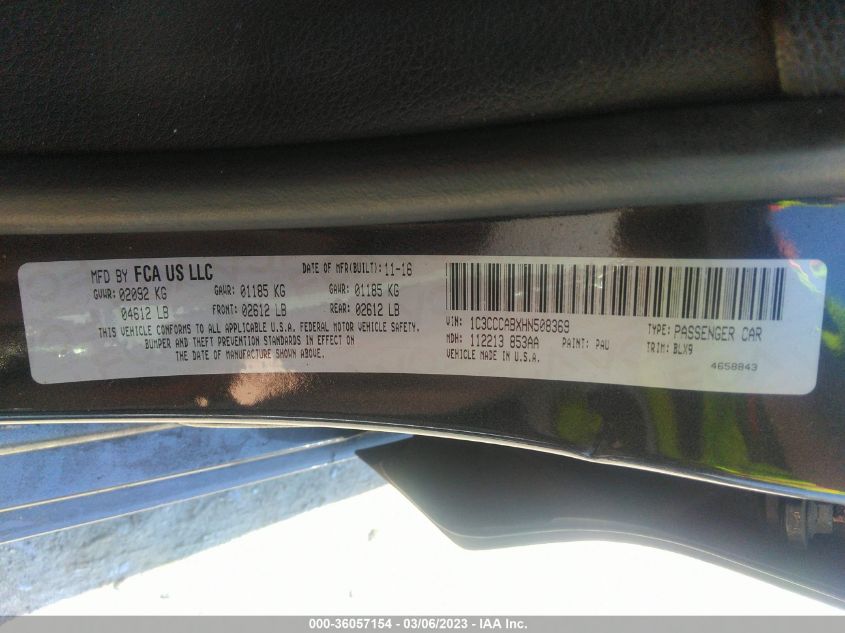 MFD BY FCA US LLC DATE OF MFR(BUILT): 11-16
GVWR: 02092 KG GAWR: 01185 KG GAWR: 01185 KG
04612 LB FRONT: 02612 LB REAR: 02612 LB
THIS VEHICLE CONFORMS TO ALL APPLICABLE U.S.A. FEDERAL MOTOR VEHICLE SAFETY,
BUMPER AND THEFT PREVENTION STANDARDS IN EFFECT ON
THE DATE OF MANUFACTURE SHOWN ABOVE.
VIN: 1C3CCCABXHN508369 TYPE: PASSENGER CAR
MDH: 112213 853AA PAINT: PAU TRIM: BLX9
VEHICLE MADE IN U.S.A. 4658843
000-36057154 — 03/06/2023 — IAA Inc.